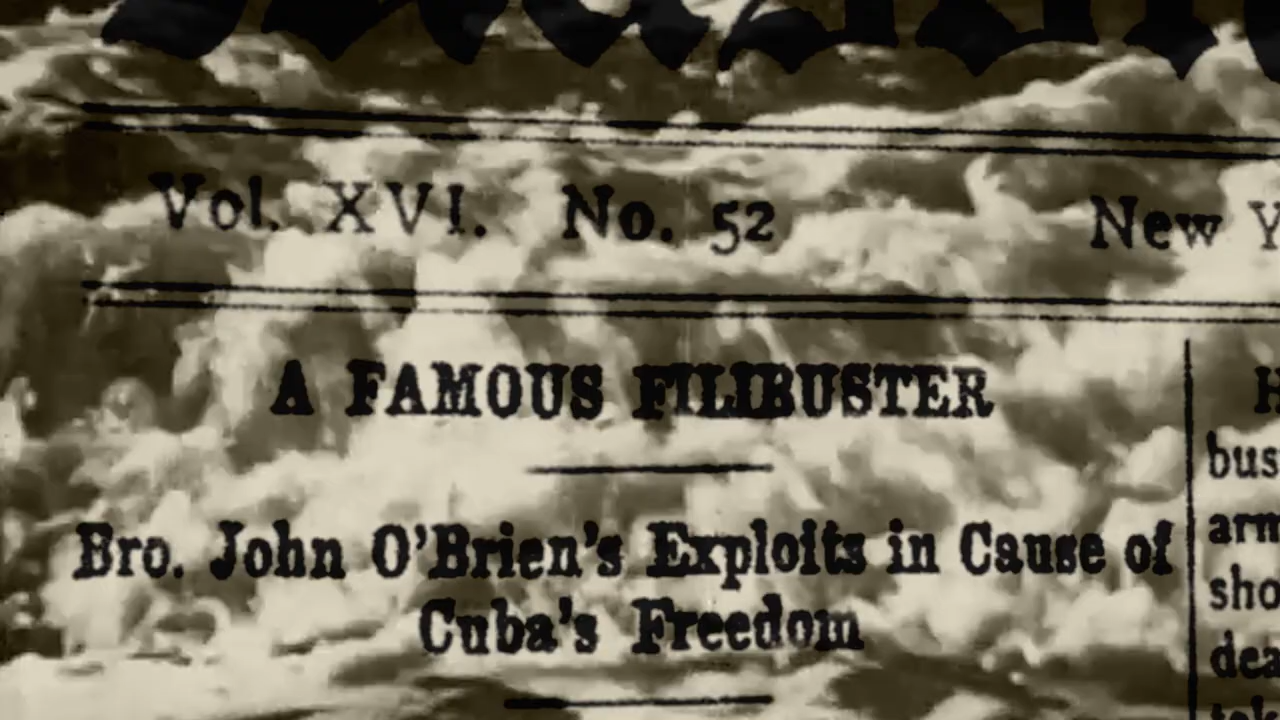 Vol. XVI. No. 52
New
A FAMOUS FILIBUSTER
Bro. John O'Brien's Exploits in Cause of
Cuba's Freedom
bus
arm
sho
dea